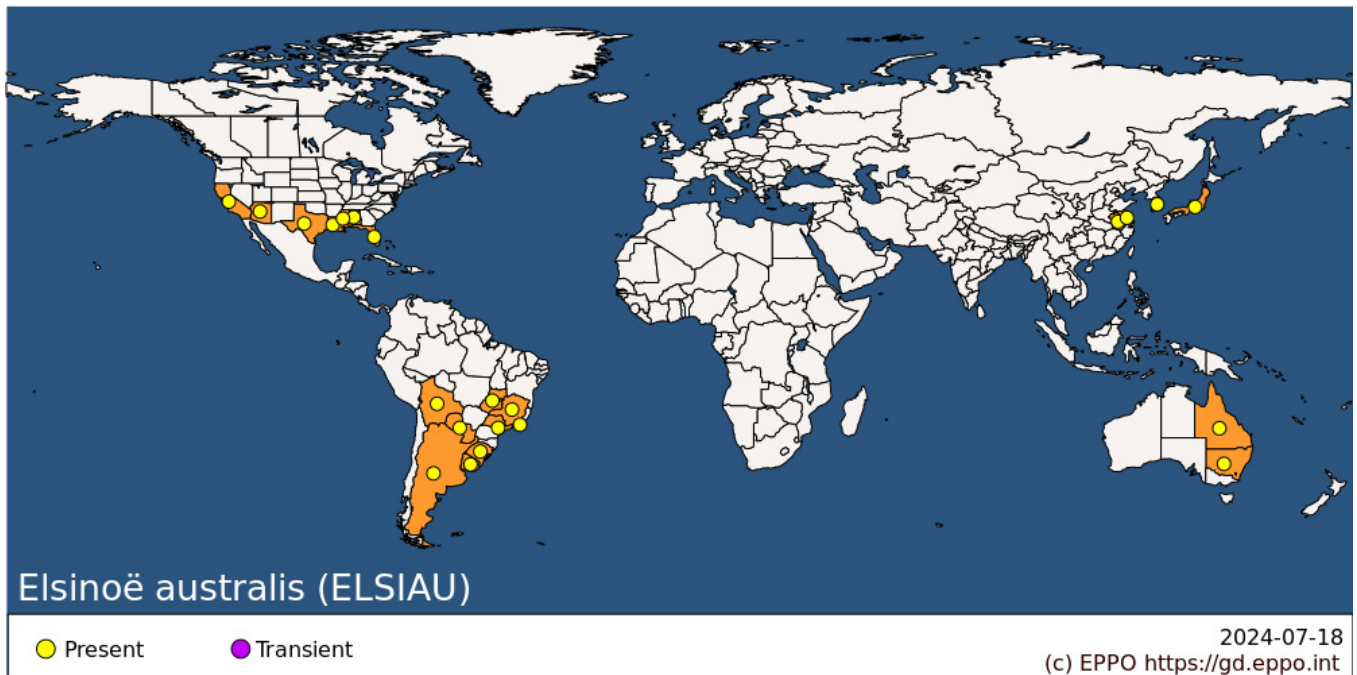 Elsinoë australis (ELSIAU)
Present
Transient
2024-07-18
(c) EPPO https://gd.eppo.int